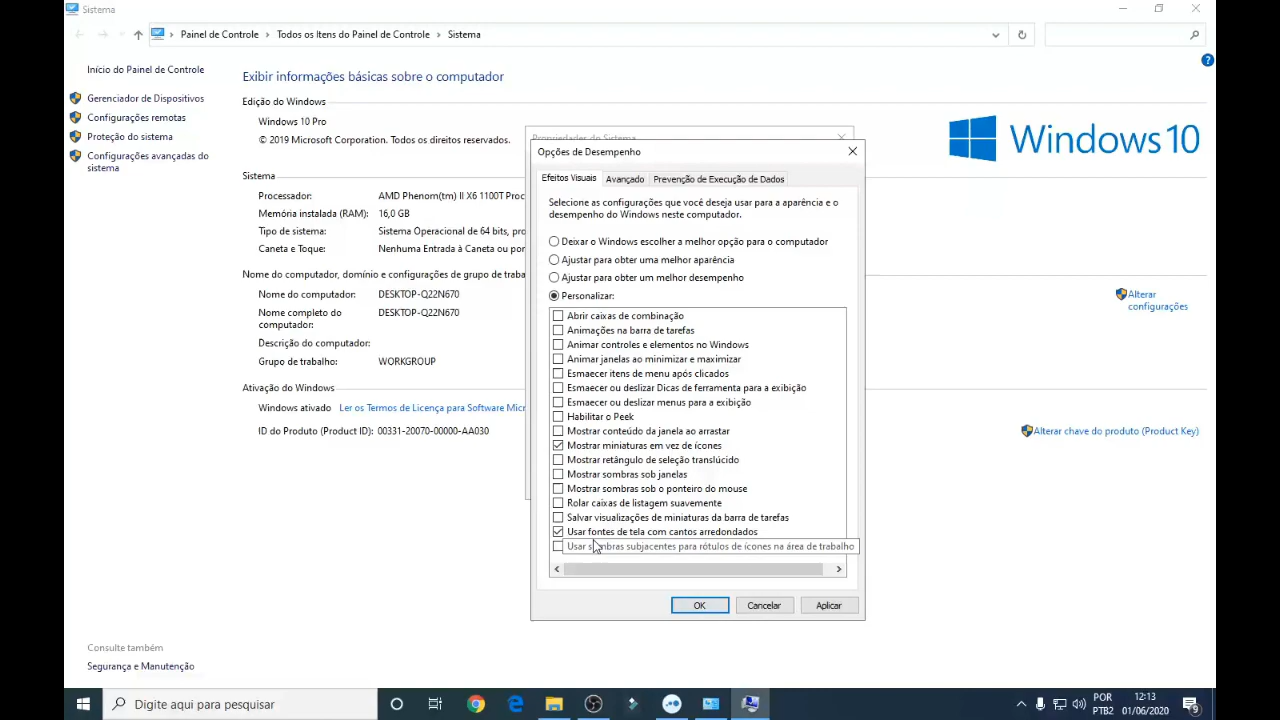 Sistema
Painel de Controle
Todos os Itens do Painel de Controle
Sistema
Início do Painel de Controle
Gerenciador de Dispositivos
Configurações remotas
Proteção do sistema
Configurações avançadas do
sistema
Exibir informações básicas sobre o computador
Edição do Windows
Windows 10 Pro
© 2019 Microsoft Corporation. Todos os direitos reservados.
Windows 10
Sistema
Processador: AMD Phenom(tm) II X6 1100T Proc
Memória instalada (RAM): 16,0 GB
Tipo de sistema: Sistema Operacional de 64 bits, pro
Caneta e Toque: Nenhuma Entrada à Caneta ou por
Nome do computador, domínio e configurações de grupo de traba
Nome do computador: DESKTOP-Q22N670
Nome completo do
computador: DESKTOP-Q22N670
Descrição do computador:
Grupo de trabalho: WORKGROUP
Alterar
configurações
Ativação do Windows
Windows ativado Ler os Termos de Licença para Software Micr
ID do Produto (Product ID): 00331-20070-00000-AA030
Alterar chave do produto (Product Key)
Propriedades do Sistema
Opções de Desempenho
Efeitos Visuais
Avançado
Prevenção de Execução de Dados
Selecione as configurações que você deseja usar para a aparência e o
desempenho do Windows neste computador.
Deixar o Windows escolher a melhor opção para o computador
Ajustar para obter uma melhor aparência
Ajustar para obter um melhor desempenho
Personalizar:
Abrir caixas de combinação
Animações na barra de tarefas
Animar controles e elementos no Windows
Animar janelas ao minimizar e maximizar
Esmaecer itens de menu após clicados
Esmaecer ou deslizar Dicas de ferramenta para a exibição
Esmaecer ou deslizar menus para a exibição
Habilitar o Peek
Mostrar conteúdo da janela ao arrastar
Mostrar miniaturas em vez de ícones
Mostrar retângulo de seleção translúcido
Mostrar sombras sob janelas
Mostrar sombras sob o ponteiro do mouse
Rolar caixas de listagem suavemente
Salvar visualizações de miniaturas da barra de tarefas
Usar fontes de tela com cantos arredondados
Usar sombras subjacentes para rótulos de ícones na área de trabalho
OK
Cancelar
Aplicar
Consulte também
Segurança e Manutenção
Digite aqui para pesquisar
POR
PTB2
12:13
01/06/2020
9